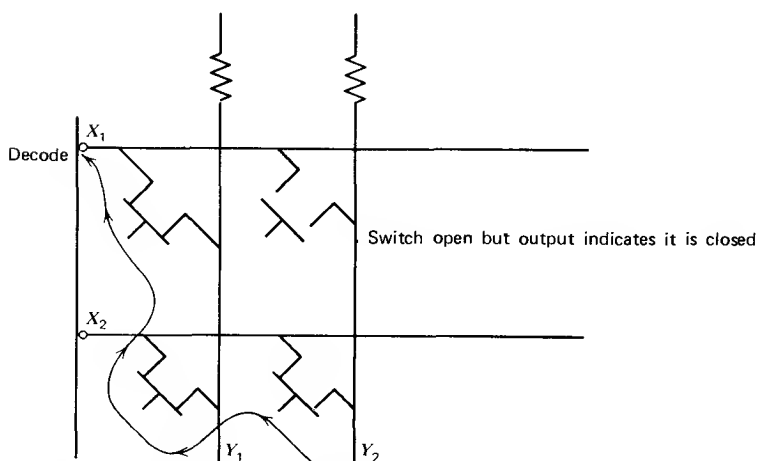 X1
Decode
Switch open but output indicates it is closed
X2
Y1
Y2